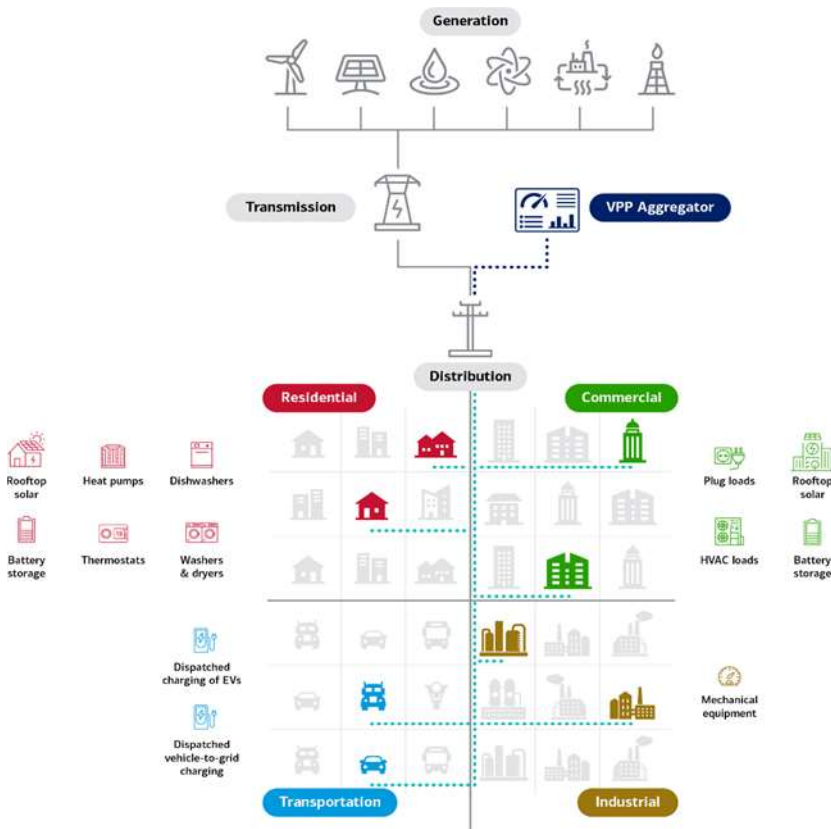 Generation
Transmission
VPP Aggregator
Distribution
Residential
Commercial
Rooftop
solar
Heat pumps
Dishwashers
Battery
storage
Thermostats
Washers
& dryers
Plug loads
Rooftop
solar
HVAC loads
Battery
storage
Dispatched
charging of EVs
Dispatched
vehicle-to-grid
charging
Mechanical
equipment
Transportation
Industrial